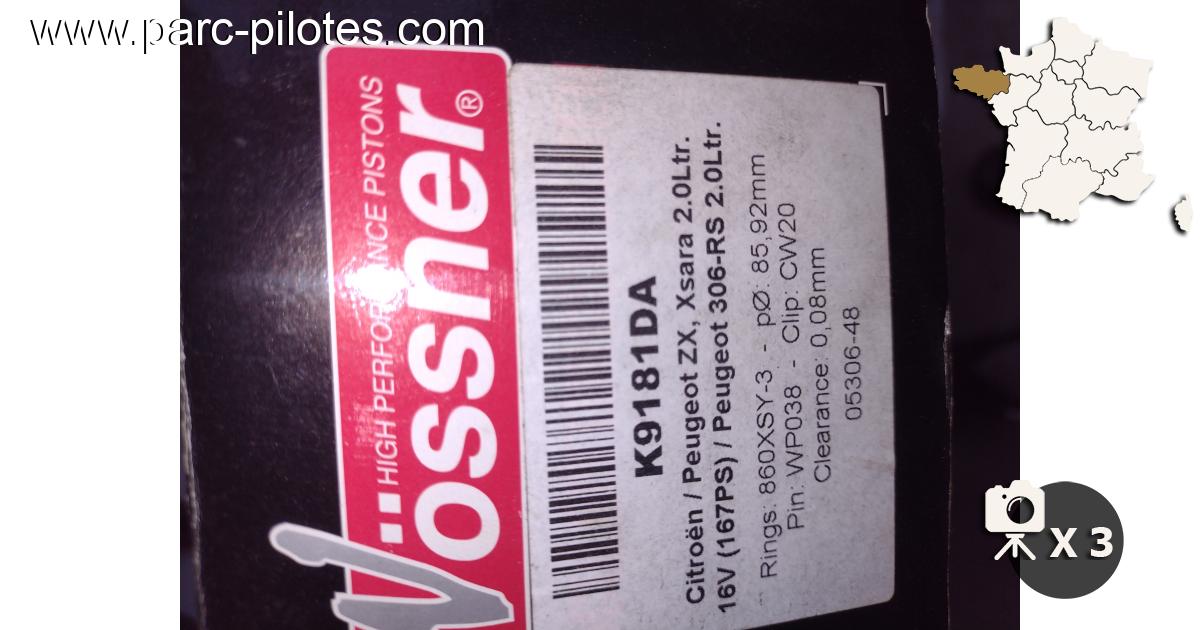 www.parc-pilotes.com
HIGH PERFORMANCE PISTONS
Vössner®
K9181DA
Citroën / Peugeot ZX, Xsara 2.0Ltr.
16V (167PS) / Peugeot 306-RS 2.0Ltr.
Rings: 860XSY-3 - pØ: 85,92mm
Pin: WP038 - Clip: CW20
Clearance: 0,08mm
05306-48
X 3